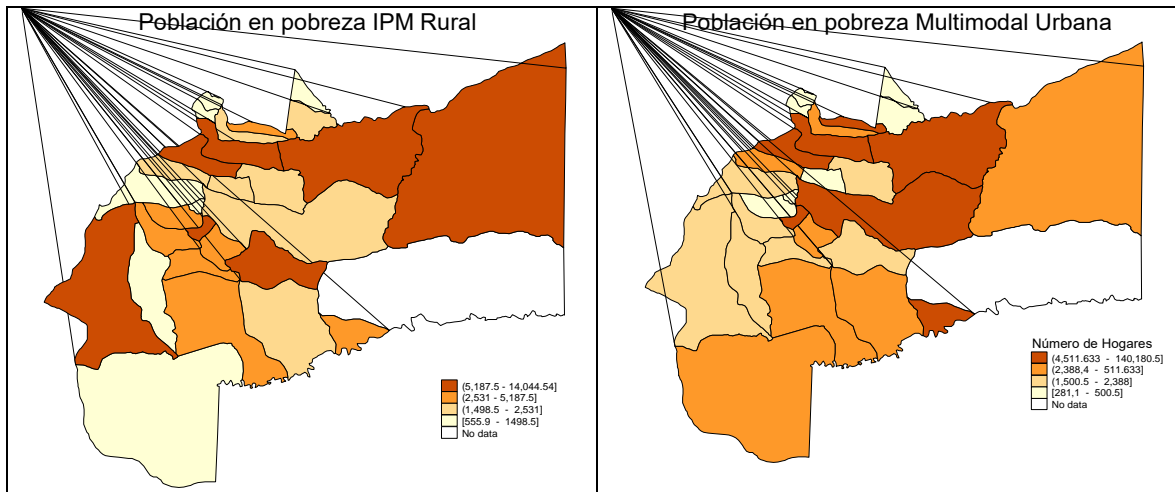 Población en pobreza IPM Rural
(5,187.5 - 14,044.54]
(2,531 - 5,187.5]
(1,498.5 - 2,531]
[555.9 - 1498.5]
No data
Población en pobreza Multimodal Urbana
Número de Hogares
(4,511.633 - 140,180.5]
(2,388,4 - 511.633]
(1,500.5 - 2,388]
[281,1 - 500.5]
No data